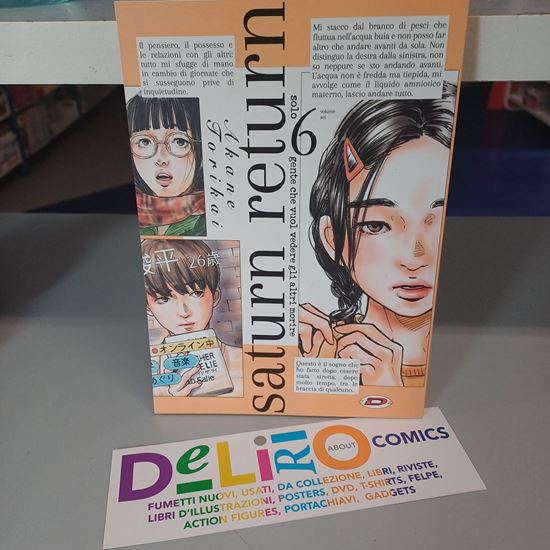 Il pensiero, il possesso e
le relazioni con gli altri:
tutto mi sfugge di mano
in cambio di giornate che
si susseguono prive di
inquietudine.
Mi stacco dal branco di pesci che
fluttua nell'acqua buia e non posso far
altro che andare avanti da sola. Non
distinguo la destra dalla sinistra, non
so neppure se sto andando avanti.
L'acqua non è fredda ma tiepida, mi
avvolge come il liquido amniotico
materno, lascio andare tutto.
saturn return
Akane
Torikai
6
volume
sei
solo gente che vuol vedere gli altri morire
平 26歳
オンライン中
音楽
めぐり
Questo è il sogno che
ho fatto dopo essere
stata stretta, dopo
molto tempo, tra le
braccia di qualcuno.
D
DeLiRIO
ABOUT
COMICS
FUMETTI NUOVI, USATI, DA COLLEZIONE, LIBRI, RIVISTE,
LIBRI D'ILLUSTRAZIONI, POSTERS, DVD, T-SHIRTS, FELPE,
ACTION FIGURES, PORTACHIAVI, GADGETS